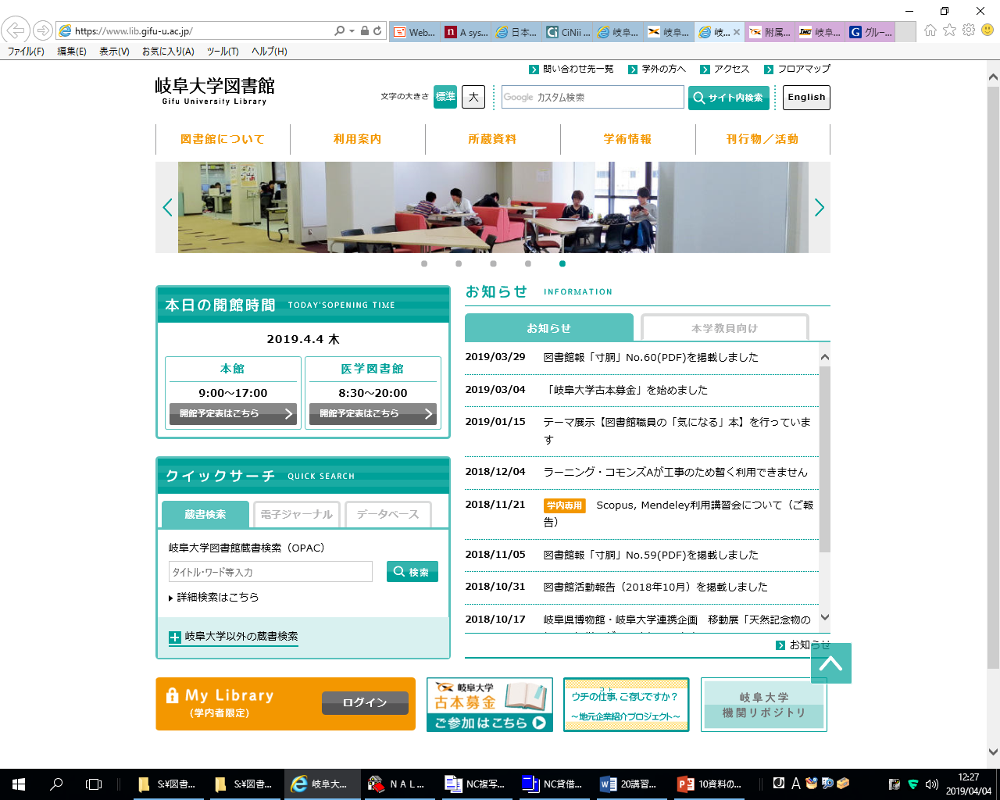 https://www.lib.gifu-u.ac.jp/
Web...
A sys...
日本...
CiNii ...
岐阜...
岐阜...
岐...
附属...
岐阜...
グルー...
ファイル(F) 編集(E) 表示(V) お気に入り(A) ツール(T) ヘルプ(H)
問い合わせ先一覧 学外の方へ アクセス フロアマップ
岐阜大学図書館
Gifu University Library
文字の大きさ 標準 大
Google カスタム検索 サイト内検索 English
図書館について 利用案内 所蔵資料 学術情報 刊行物／活動
本日の開館時間 TODAY'SOPENING TIME
2019.4.4 木
本館 医学図書館
9:00～17:00 8:30～20:00
開館予定表はこちら 開館予定表はこちら
お知らせ INFORMATION
お知らせ 本学教員向け
2019/03/29 図書館報「寸胴」No.60(PDF)を掲載しました
2019/03/04 「岐阜大学古本募金」を始めました
2019/01/15 テーマ展示【図書館職員の「気になる」本】を行っていま
す
2018/12/04 ラーニング・コモンズAが工事のため暫く利用できません
2018/11/21 学内専用 Scopus, Mendeley利用講習会について（ご報
告）
2018/11/05 図書館報「寸胴」No.59(PDF)を掲載しました
2018/10/31 図書館活動報告（2018年10月）を掲載しました
2018/10/17 岐阜県博物館・岐阜大学連携企画 移動展「天然記念物の
お知らせ
クイックサーチ QUICK SEARCH
蔵書検索 電子ジャーナル データベース
岐阜大学図書館蔵書検索（OPAC）
タイトル・ワード等入力 検索
詳細検索はこちら
岐阜大学以外の蔵書検索
My Library
(学内者限定)
ログイン
岐阜大学
古本募金
ご参加はこちら
コト
ウチの仕事、ご存じですか？
～地元企業紹介プロジェクト～
岐阜大学
機関リポジトリ
S:¥図書...
S:¥図書...
岐阜大...
ＮＡＬ...
NC複写...
NC貸借...
20講習...
10資料の...
A
12:27
2019/04/04